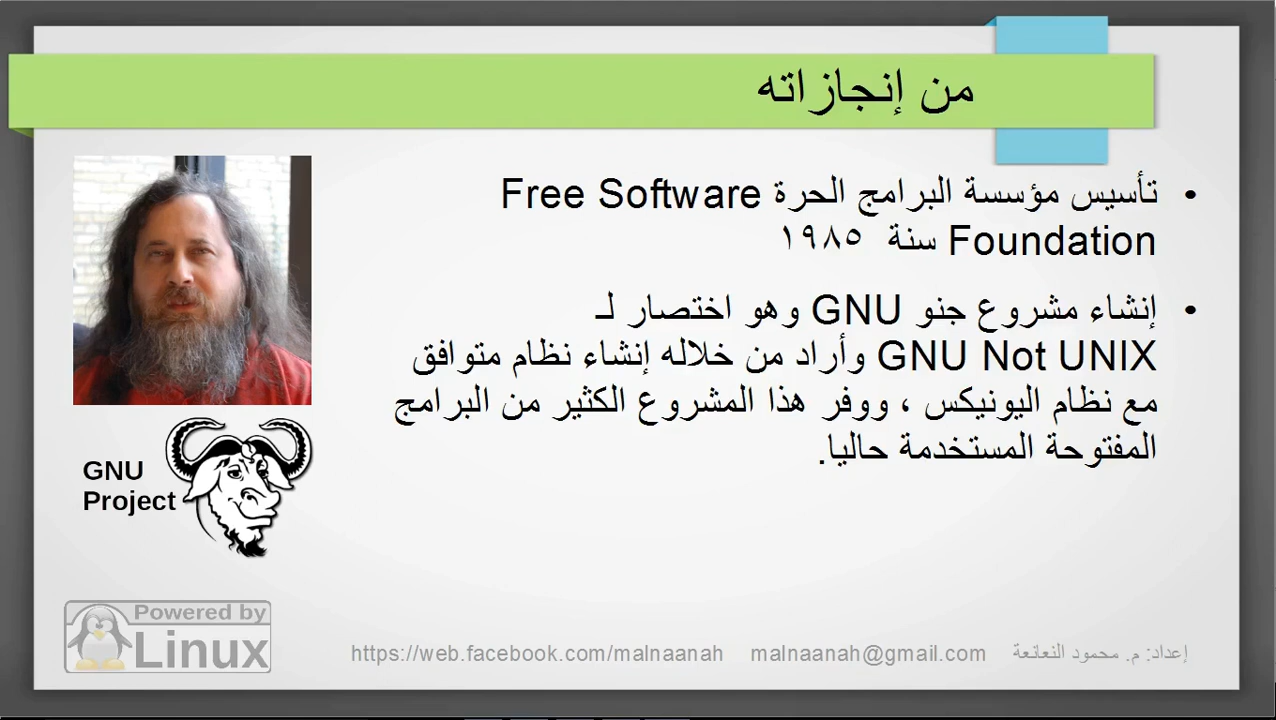 من إنجازاته
تأسيس مؤسسة البرامج الحرة Free Software
Foundation سنة ١٩٨٥
إنشاء مشروع جنو GNU وهو اختصار لـ
GNU Not UNIX وأراد من خلاله إنشاء نظام متوافق
مع نظام اليونيكس ، ووفر هذا المشروع الكثير من البرامج
المفتوحة المستخدمة حاليا.
GNU
Project
Powered by
Linux
إعداد: م. محمود النعانعة malnaanah@gmail.com https://web.facebook.com/malnaanah